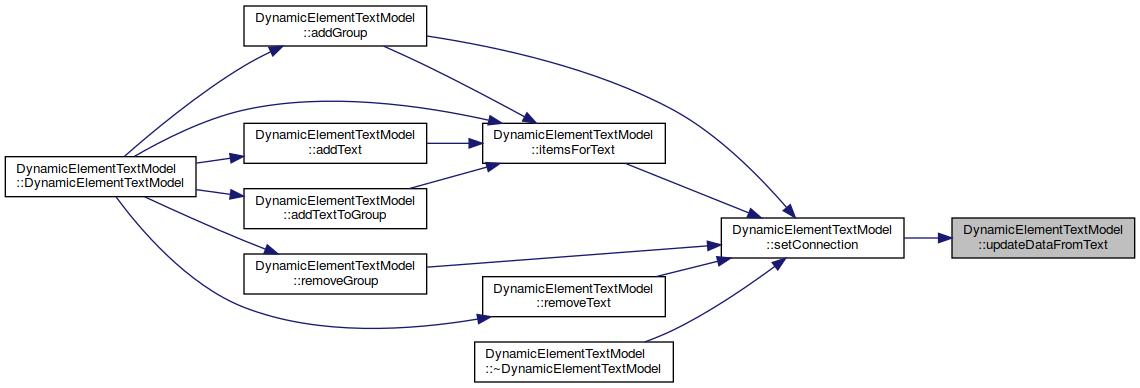 DynamicElementTextModel
::addGroup
DynamicElementTextModel
::addText
DynamicElementTextModel
::itemsForText
DynamicElementTextModel
::DynamicElementTextModel
DynamicElementTextModel
::addTextToGroup
DynamicElementTextModel
::setConnection
DynamicElementTextModel
::updateDataFromText
DynamicElementTextModel
::removeGroup
DynamicElementTextModel
::removeText
DynamicElementTextModel
::~DynamicElementTextModel